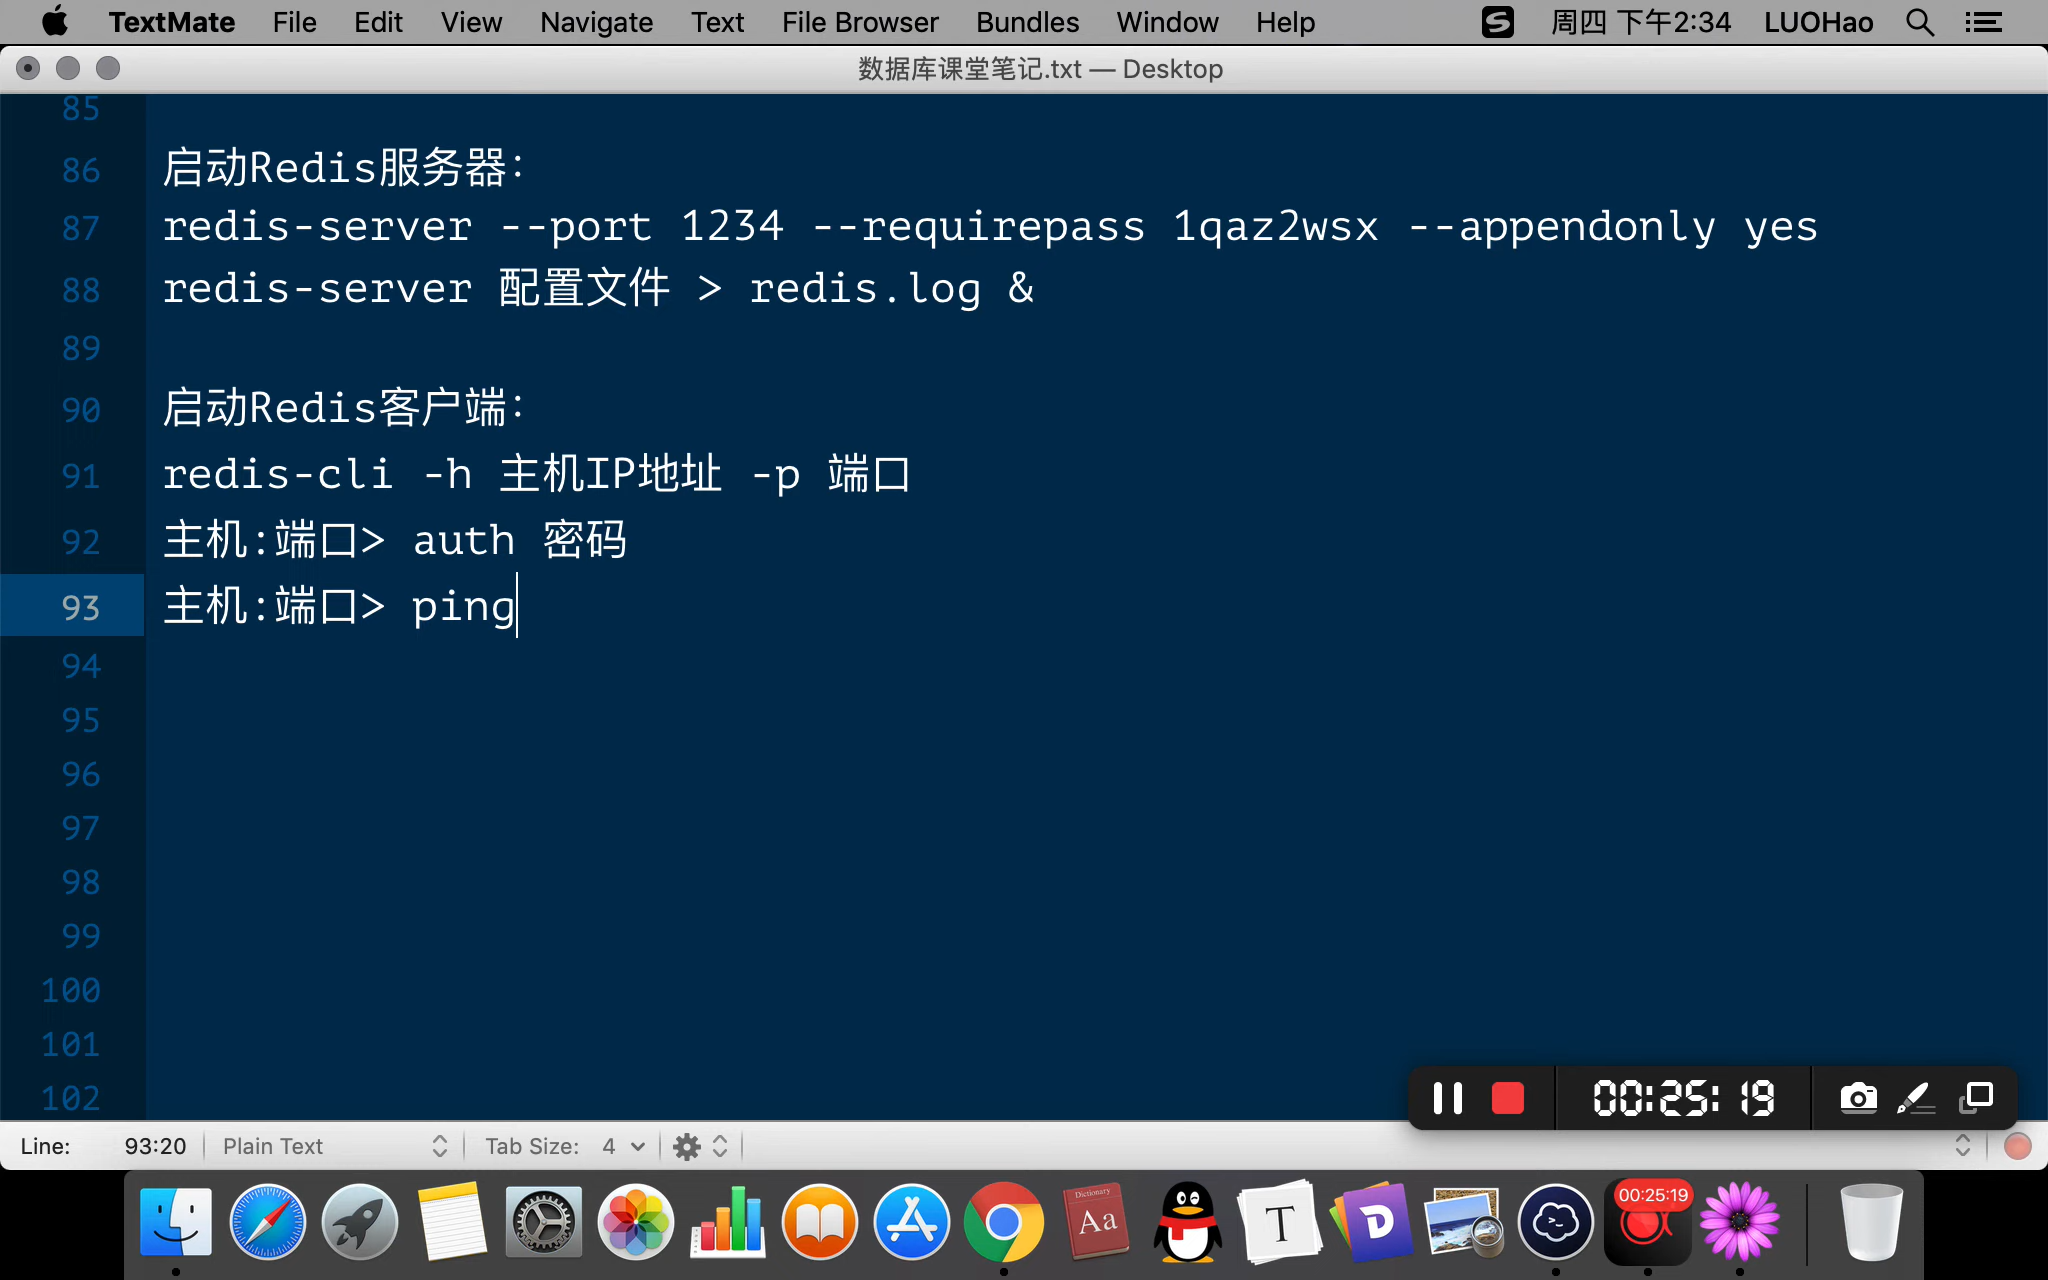 TextMate File Edit View Navigate Text File Browser Bundles Window Help 周四 下午2:34 LUOHao
数据库课堂笔记.txt — Desktop
85
86 启动Redis服务器:
87 redis-server --port 1234 --requirepass 1qaz2wsx --appendonly yes
88 redis-server 配置文件 > redis.log &
89
90 启动Redis客户端:
91 redis-cli -h 主机IP地址 -p 端口
92 主机:端口> auth 密码
93 主机:端口> ping
94
95
96
97
98
99
100
101
102
00:25:19
Line: 93:20 Plain Text Tab Size: 4
Dictionary
Aa
T
D
00:25:19